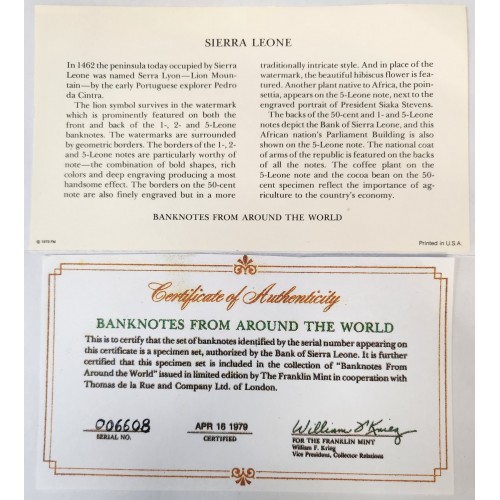 SIERRA LEONE
In 1462 the peninsula today occupied by Sierra
Leone was named Serra Lyon—Lion Moun-
tain—by the early Portuguese explorer Pedro
da Cintra.
The lion symbol survives in the watermark
which is prominently featured on both the
front and back of the 1-, 2- and 5-Leone
banknotes. The watermarks are surrounded
by geometric borders. The borders of the 1-, 2-
and 5-Leone notes are particularly worthy of
note—the combination of bold shapes, rich
colors and deep engraving producing a most
handsome effect. The borders on the 50-cent
note are also finely engraved but in a more
traditionally intricate style. And in place of the
watermark, the beautiful hibiscus flower is fea-
tured. Another plant native to Africa, the poin-
settia, appears on the 5-Leone note, next to the
engraved portrait of President Siaka Stevens.
The backs of the 50-cent and 1- and 5-Leone
notes depict the Bank of Sierra Leone, and this
African nation's Parliament Building is also
shown on the 5-Leone note. The national coat
of arms of the republic is featured on the backs
of all the notes. The coffee plant on the
5-Leone note and the cocoa bean on the 50-
cent specimen reflect the importance of ag-
riculture to the country's economy.
BANKNOTES FROM AROUND THE WORLD
© 1979 FM
Printed in U.S.A.
Certificate of Authenticity
BANKNOTES FROM AROUND THE WORLD
This is to certify that the set of banknotes identified by the serial number appearing on
this certificate is a specimen set, authorized by the Bank of Sierra Leone. It is further
certified that this specimen set is included in the collection of "Banknotes From
Around the World" issued in limited edition by The Franklin Mint in cooperation with
Thomas de la Rue and Company Ltd. of London.
006608
APR 16 1979
William F. Krieg
SERIAL NO.
CERTIFIED
FOR THE FRANKLIN MINT
William F. Krieg
Vice President, Collector Relations